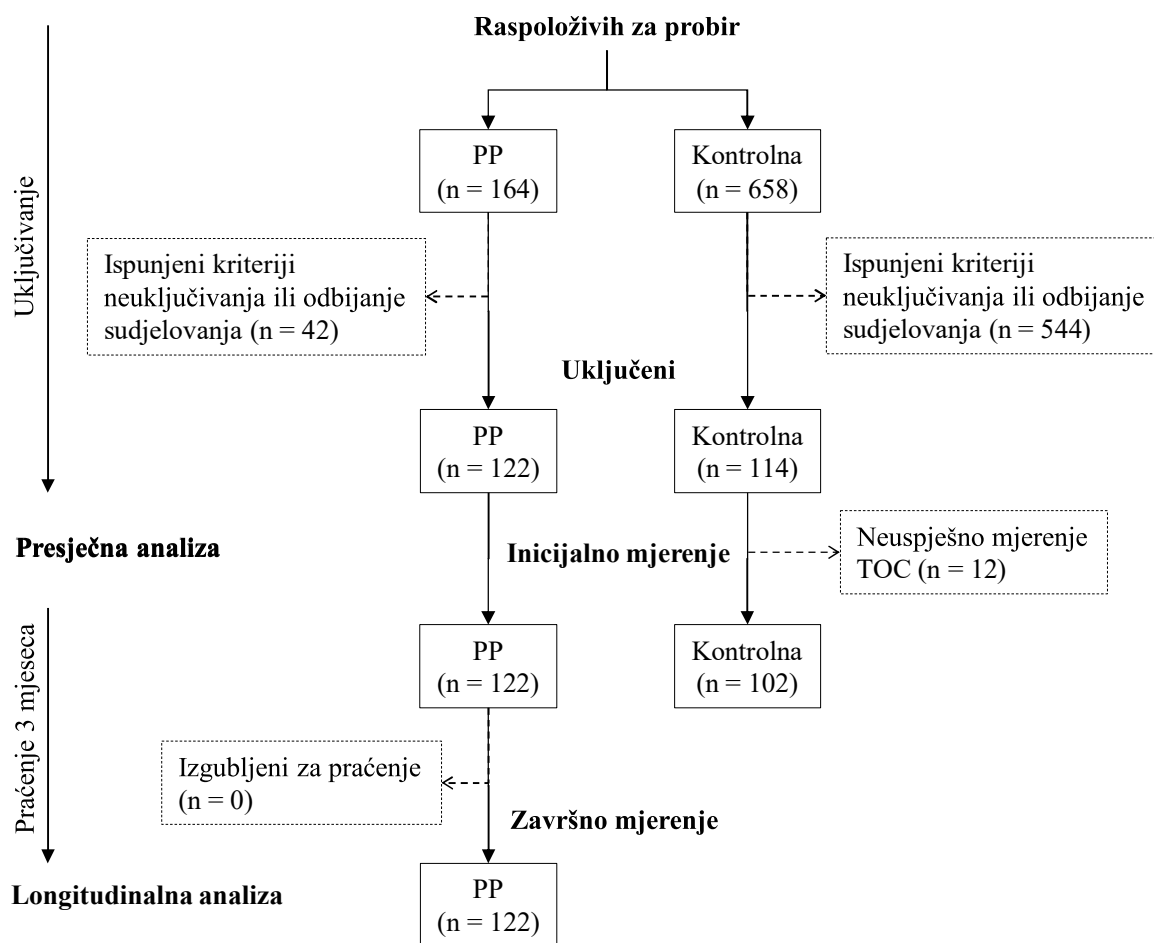 Raspoloživih za probir
PP
(n = 164)
Kontrolna
(n = 658)
Uključivanje
Ispunjeni kriteriji
neuključivanja ili odbijanje
sudjelovanja (n = 42)
Ispunjeni kriteriji
neuključivanja ili odbijanje
sudjelovanja (n = 544)
Uključeni
PP
(n = 122)
Kontrolna
(n = 114)
Presječna analiza
Inicijalno mjerenje
Neuspješno mjerenje
TOC (n = 12)
PP
(n = 122)
Kontrolna
(n = 102)
Praćenje 3 mjeseca
Izgubljeni za praćenje
(n = 0)
Završno mjerenje
Longitudinalna analiza
PP
(n = 122)